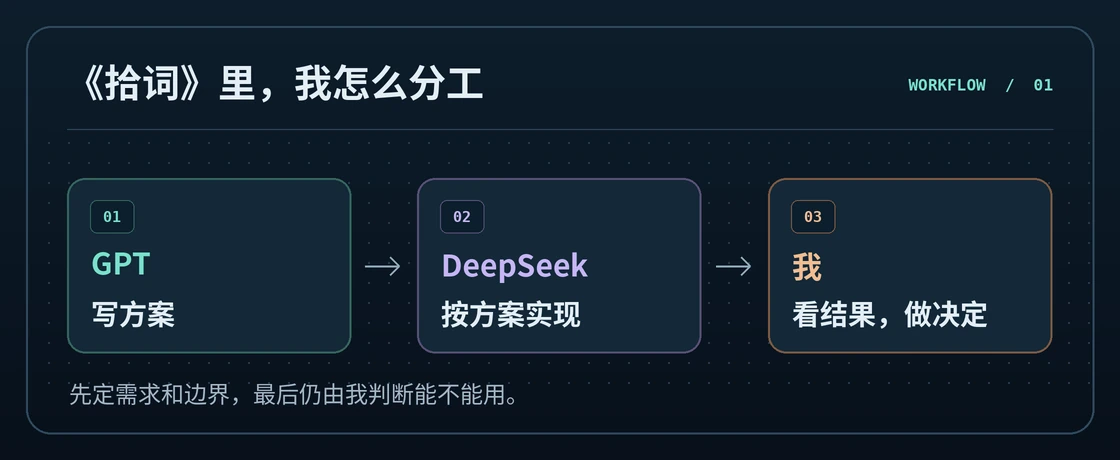 《拾词》里，我怎么分工
WORKFLOW / 01
01
GPT
写方案
02
DeepSeek
按方案实现
03
我
看结果，做决定
先定需求和边界，最后仍由我判断能不能用。